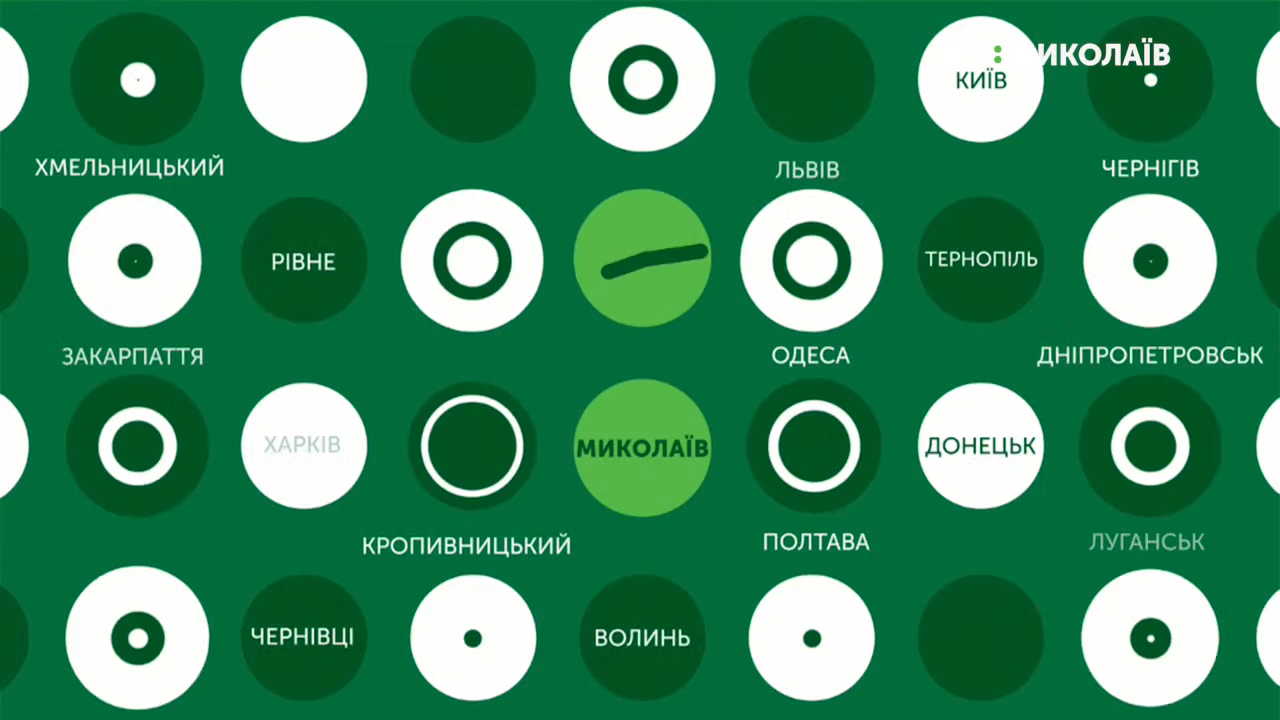 : МИКОЛАЇВ
КИЇВ
ХМЕЛЬНИЦЬКИЙ
ЛЬВІВ
ЧЕРНІГІВ
РІВНЕ
ТЕРНОПІЛЬ
ЗАКАРПАТТЯ
ОДЕСА
ДНІПРОПЕТРОВСЬК
ХАРКІВ
МИКОЛАЇВ
ДОНЕЦЬК
КРОПИВНИЦЬКИЙ
ПОЛТАВА
ЛУГАНСЬК
ЧЕРНІВЦІ
ВОЛИНЬ